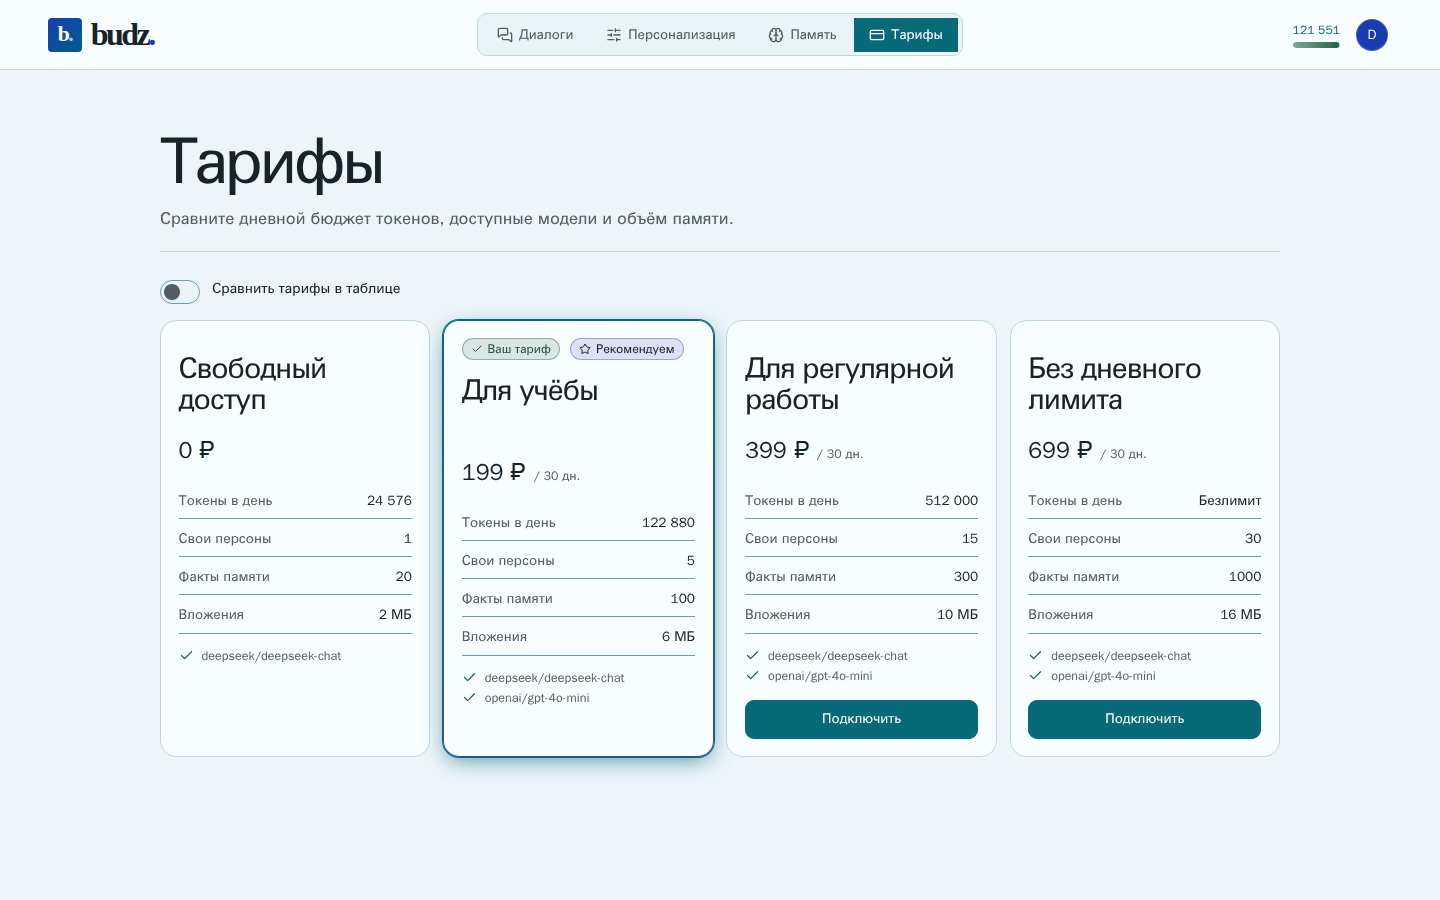 b. budz.
Диалоги
Персонализация
Память
Тарифы
121 551
D
Тарифы
Сравните дневной бюджет токенов, доступные модели и объём памяти.
Сравнить тарифы в таблице
Свободный
доступ
0 ₽
Токены в день 24 576
Свои персоны 1
Факты памяти 20
Вложения 2 МБ
deepseek/deepseek-chat
Ваш тариф
Рекомендуем
Для учёбы
199 ₽ / 30 дн.
Токены в день 122 880
Свои персоны 5
Факты памяти 100
Вложения 6 МБ
deepseek/deepseek-chat
openai/gpt-4o-mini
Для регулярной
работы
399 ₽ / 30 дн.
Токены в день 512 000
Свои персоны 15
Факты памяти 300
Вложения 10 МБ
deepseek/deepseek-chat
openai/gpt-4o-mini
Подключить
Без дневного
лимита
699 ₽ / 30 дн.
Токены в день Безлимит
Свои персоны 30
Факты памяти 1000
Вложения 16 МБ
deepseek/deepseek-chat
openai/gpt-4o-mini
Подключить